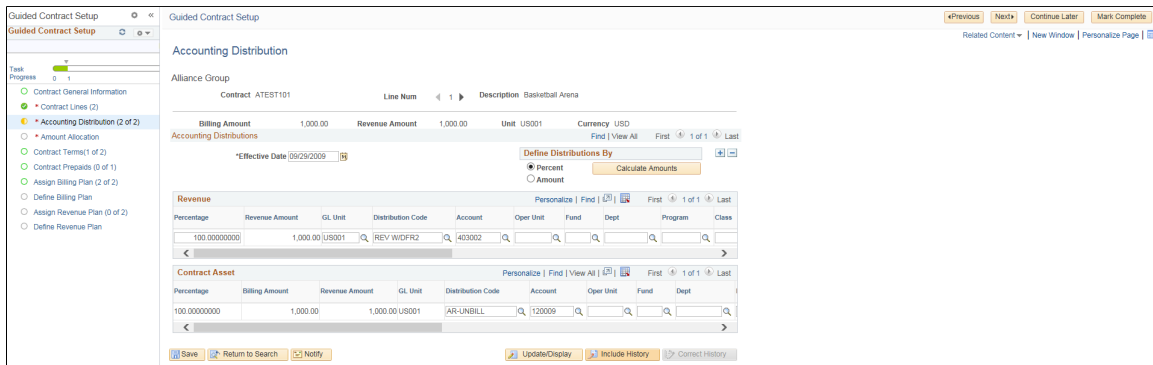 Guided Contract Setup
Guided Contract Setup
Task
Progress 0 1
Contract General Information
* Contract Lines (2)
* Accounting Distribution (2 of 2)
* Amount Allocation
Contract Terms(1 of 2)
Contract Prepaids (0 of 1)
Assign Billing Plan (2 of 2)
Define Billing Plan
Assign Revenue Plan (0 of 2)
Define Revenue Plan
Guided Contract Setup
Previous Next Continue Later Mark Complete
Related Content | New Window | Personalize Page |
Accounting Distribution
Alliance Group
Contract ATEST101 Line Num 1 Description Basketball Arena
Billing Amount 1,000.00 Revenue Amount 1,000.00 Unit US001 Currency USD
Accounting Distributions Find | View All First 1 of 1 Last
*Effective Date 09/29/2009 Define Distributions By
Percent Calculate Amounts
Amount
Revenue Personalize | Find | First 1 of 1 Last
Percentage Revenue Amount GL Unit Distribution Code Account Oper Unit Fund Dept Program Class
100.00000000 1,000.00 US001 REV W/DFR2 403002
Contract Asset Personalize | Find | View All | First 1 of 1 Last
Percentage Billing Amount Revenue Amount GL Unit Distribution Code Account Oper Unit Fund Dept
100.00000000 1,000.00 1,000.00 US001 AR-UNBILL 120009
Save Return to Search Notify Update/Display Include History Correct History